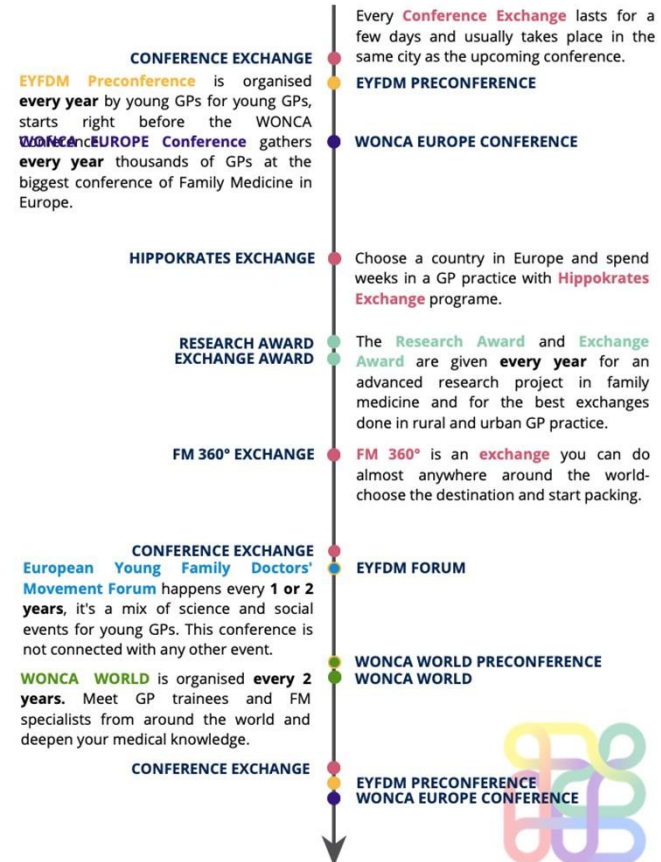 Every Conference Exchange lasts for a
few days and usually takes place in the
same city as the upcoming conference.
CONFERENCE EXCHANGE
EYFDM PRECONFERENCE
EYFDM Preconference is organised
every year by young GPs for young GPs,
starts right before the WONCA
Conference
WONCA EUROPE Conference gathers
every year thousands of GPs at the
biggest conference of Family Medicine in
Europe.
WONCA EUROPE CONFERENCE
HIPPOKRATES EXCHANGE
Choose a country in Europe and spend
weeks in a GP practice with Hippokrates
Exchange programe.
RESEARCH AWARD
EXCHANGE AWARD
The Research Award and Exchange
Award are given every year for an
advanced research project in family
medicine and for the best exchanges
done in rural and urban GP practice.
FM 360° EXCHANGE
FM 360° is an exchange you can do
almost anywhere around the world-
choose the destination and start packing.
CONFERENCE EXCHANGE
EYFDM FORUM
European Young Family Doctors'
Movement Forum happens every 1 or 2
years, it's a mix of science and social
events for young GPs. This conference is
not connected with any other event.
WONCA WORLD PRECONFERENCE
WONCA WORLD
WONCA WORLD is organised every 2
years. Meet GP trainees and FM
specialists from around the world and
deepen your medical knowledge.
CONFERENCE EXCHANGE
EYFDM PRECONFERENCE
WONCA EUROPE CONFERENCE